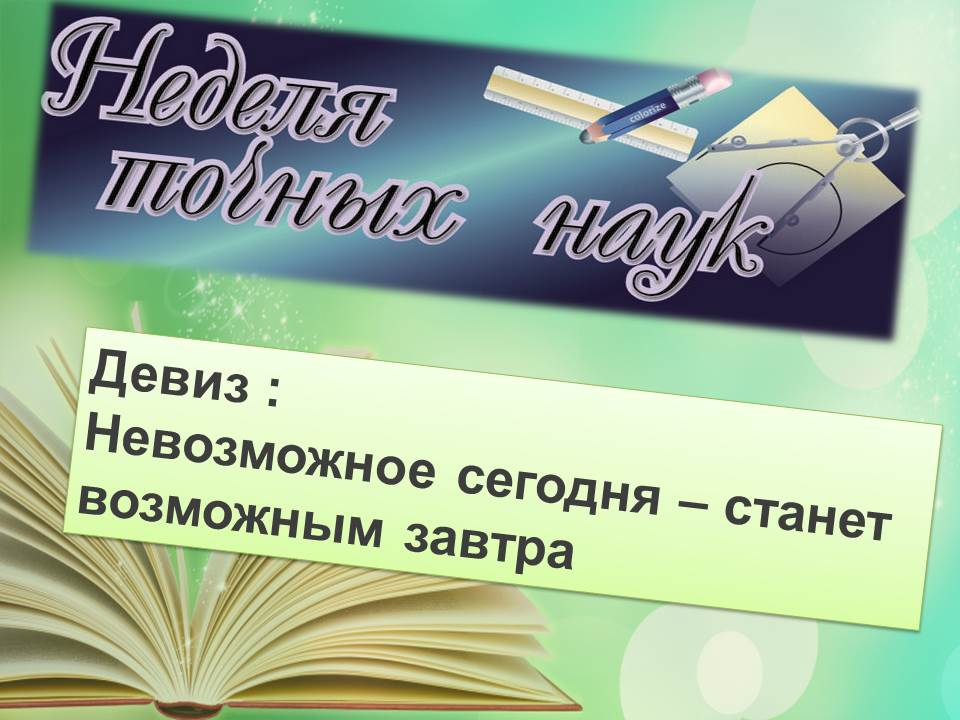 Неделя
точных наук
colorize
Девиз :
Невозможное сегодня – станет
возможным завтра